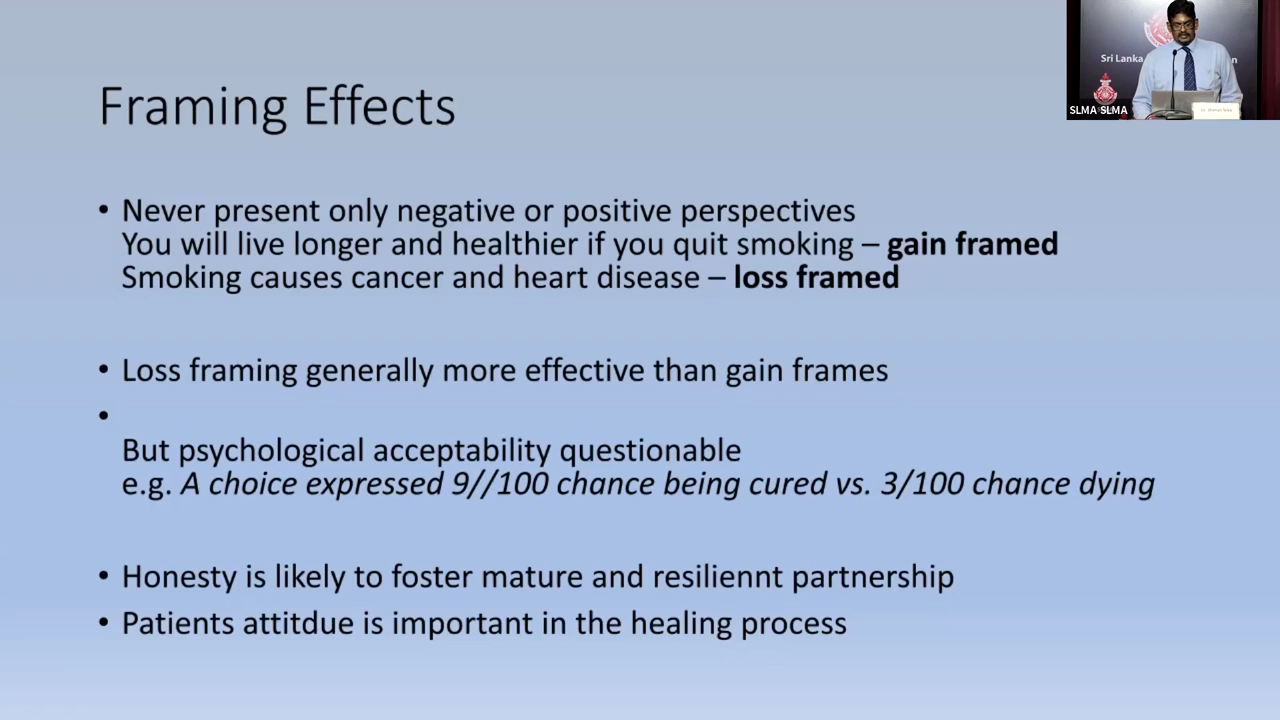 Framing Effects
Sri Lanka
n
SLMA SLMA
• Never present only negative or positive perspectives
You will live longer and healthier if you quit smoking – gain framed
Smoking causes cancer and heart disease – loss framed
• Loss framing generally more effective than gain frames
•
But psychological acceptability questionable
e.g. A choice expressed 9//100 chance being cured vs. 3/100 chance dying
• Honesty is likely to foster mature and resiliennt partnership
• Patients attitdue is important in the healing process